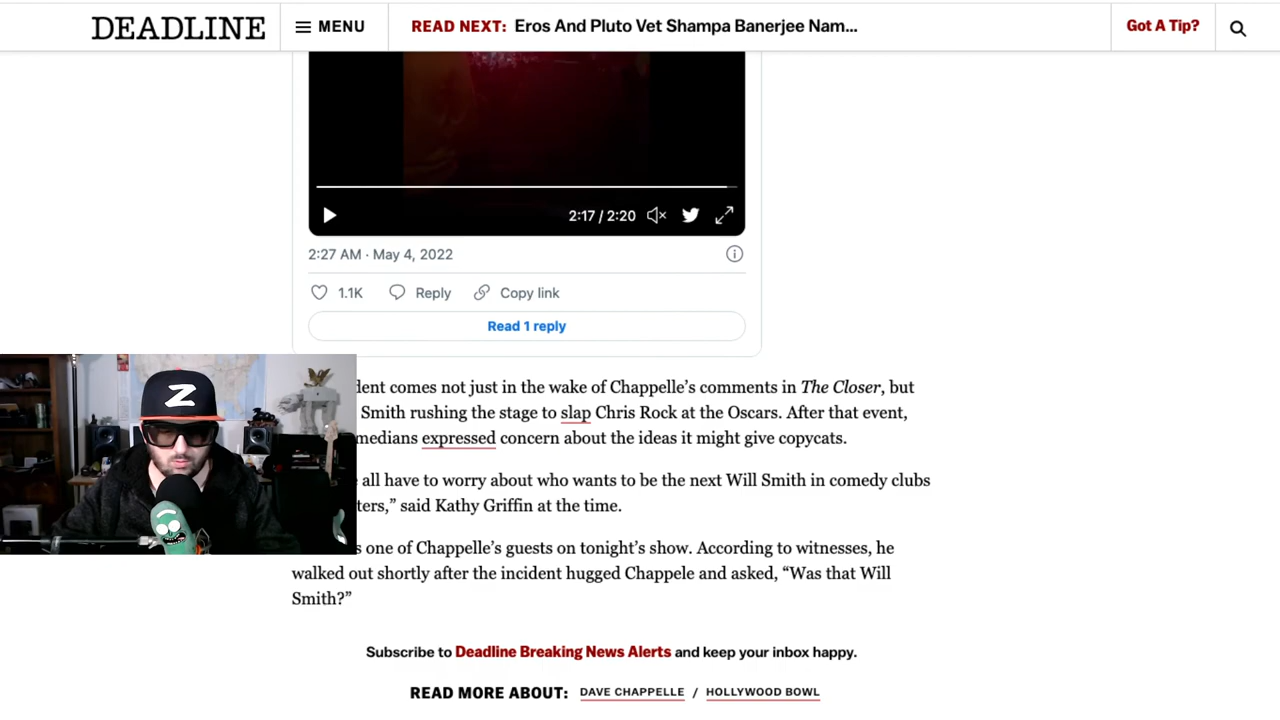 DEADLINE
MENU
READ NEXT: Eros And Pluto Vet Shampa Banerjee Nam...
Got A Tip?
2:17 / 2:20
2:27 AM · May 4, 2022
1.1K
Reply
Copy link
Read 1 reply
dent comes not just in the wake of Chappelle’s comments in The Closer, but
Smith rushing the stage to slap Chris Rock at the Oscars. After that event,
medians expressed concern about the ideas it might give copycats.
all have to worry about who wants to be the next Will Smith in comedy clubs
ters,” said Kathy Griffin at the time.
s one of Chappelle’s guests on tonight’s show. According to witnesses, he
walked out shortly after the incident hugged Chappele and asked, “Was that Will
Smith?”
Subscribe to Deadline Breaking News Alerts and keep your inbox happy.
READ MORE ABOUT: DAVE CHAPPELLE / HOLLYWOOD BOWL
Z